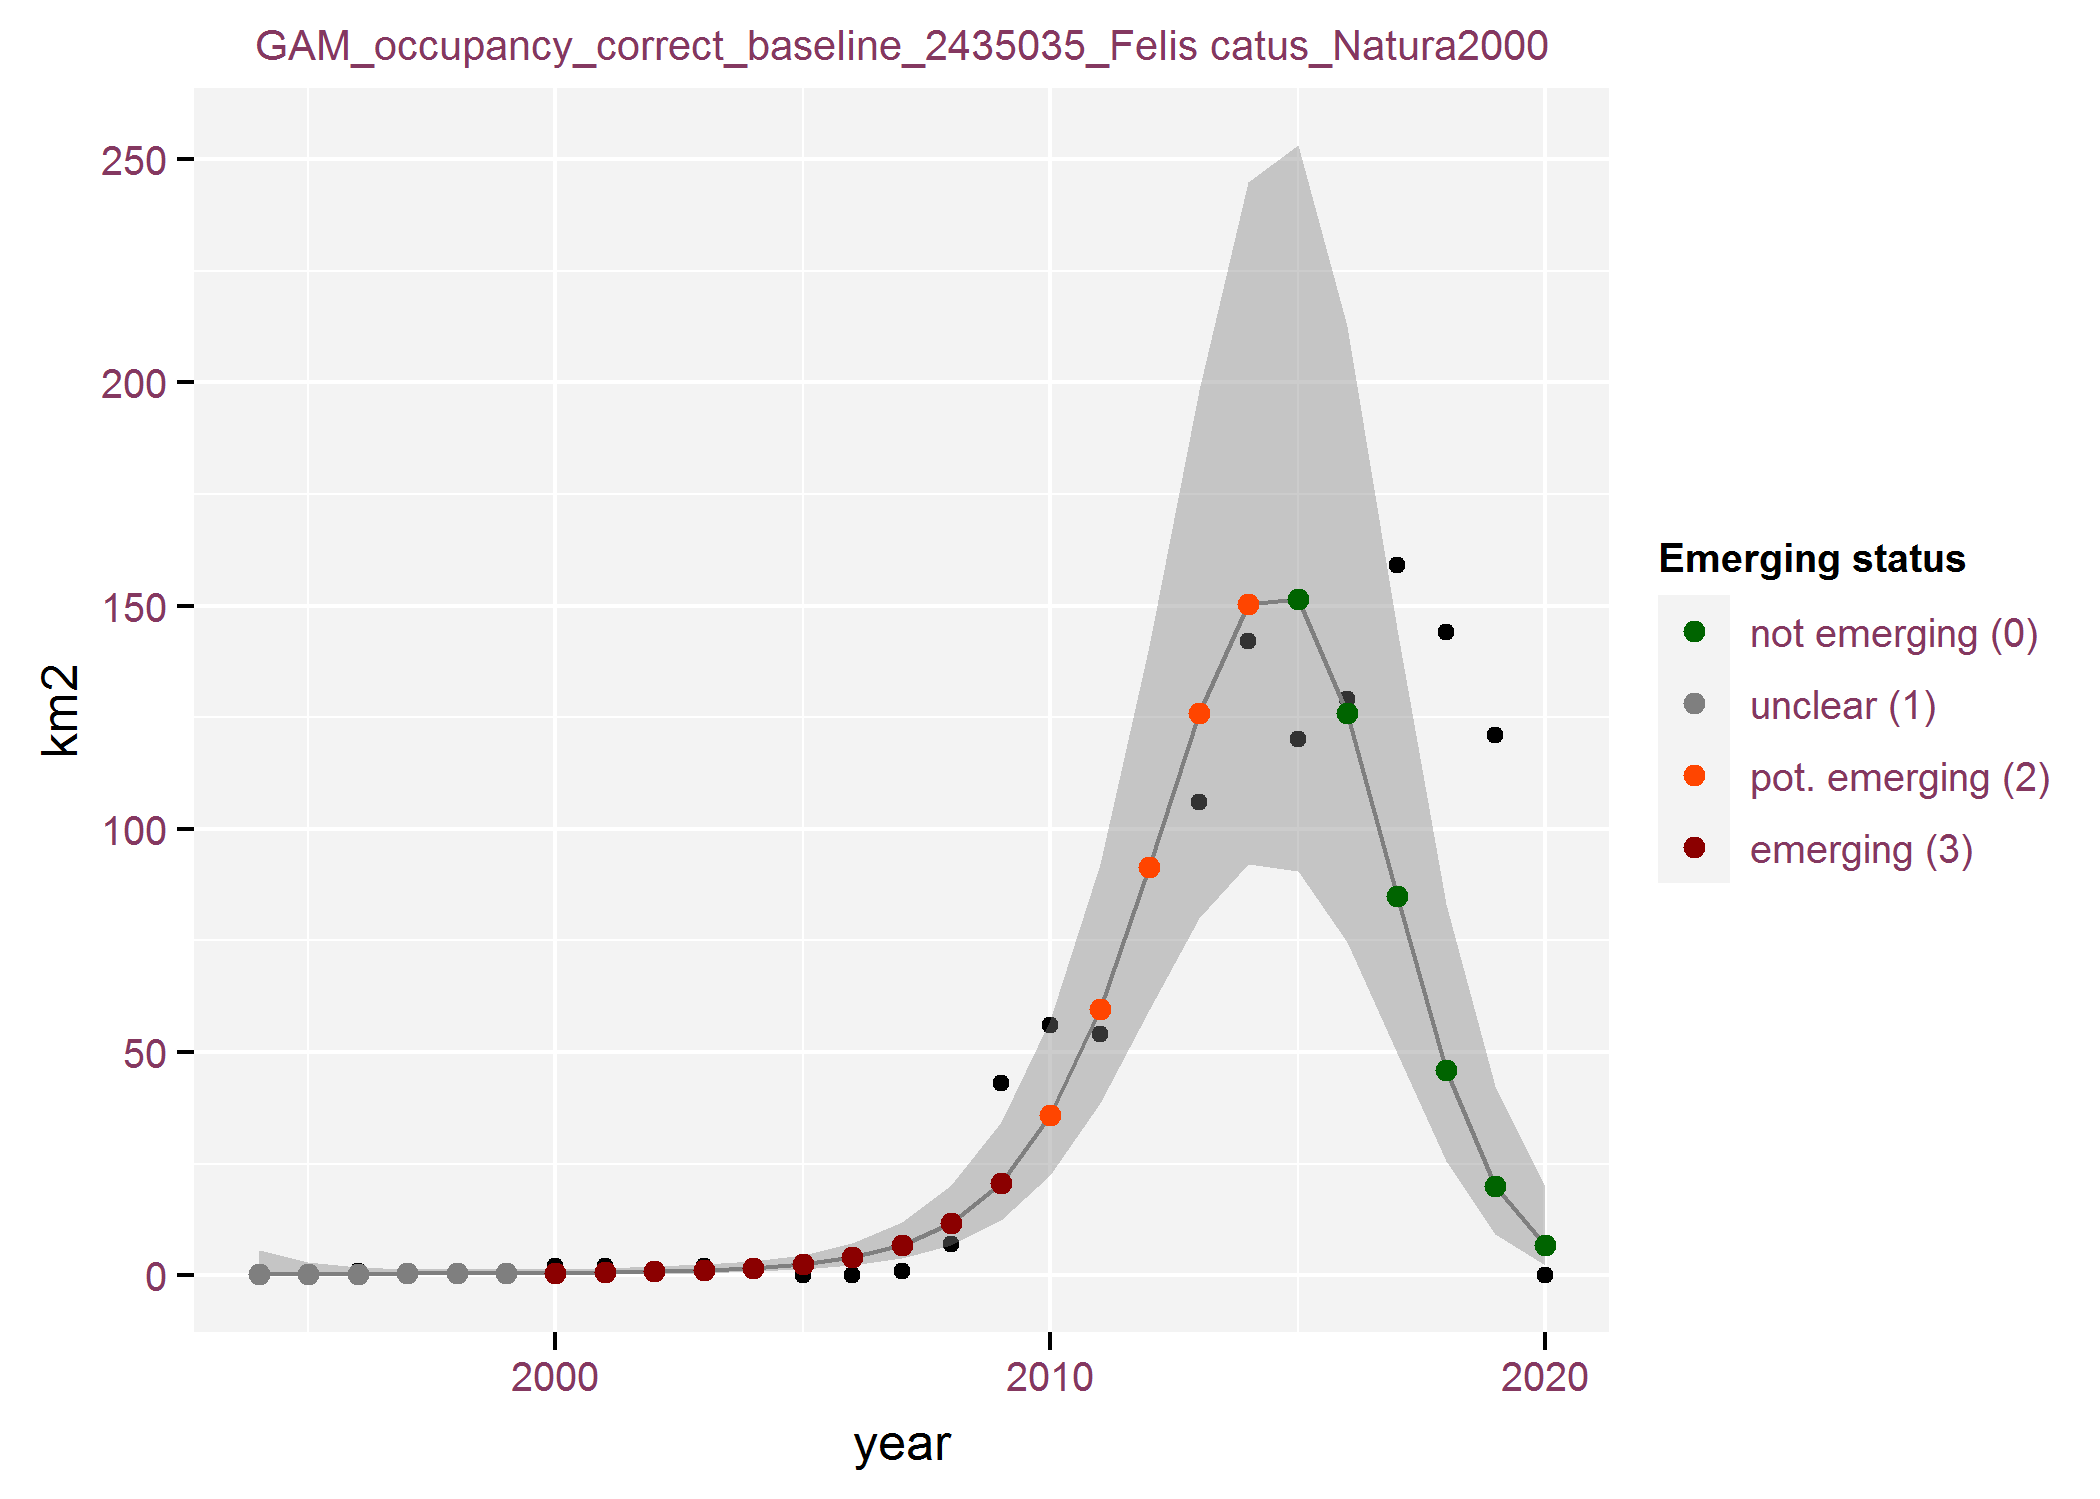 GAM_occupancy_correct_baseline_2435035_Felis catus_Natura2000
250
200
150
100
50
0
km2
2000 2010 2020
year
Emerging status
not emerging (0)
unclear (1)
pot. emerging (2)
emerging (3)